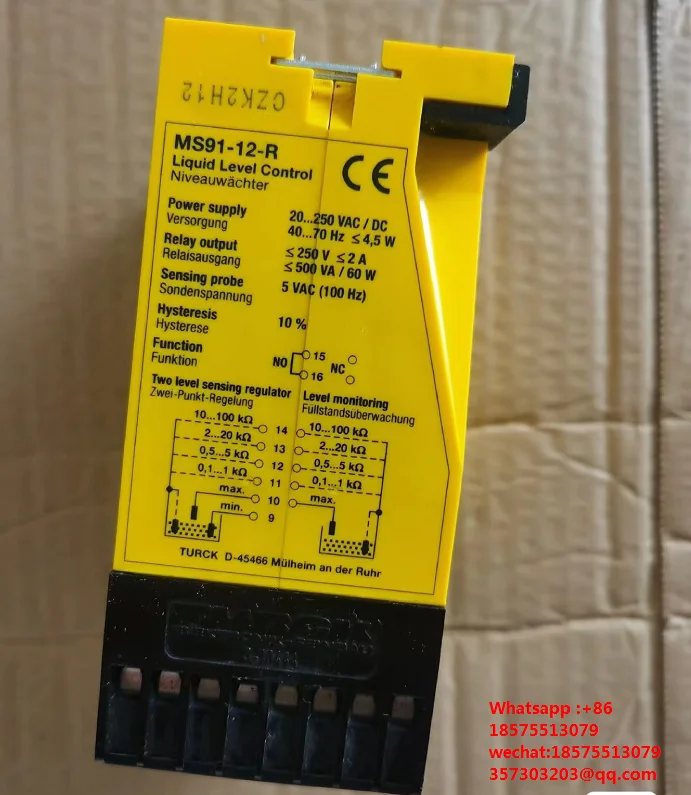 CZK2H12
MS91-12-R
Liquid Level Control
Niveauwächter
CE
Power supply 20...250 VAC / DC
Versorgung 40...70 Hz ≤ 4,5 W
Relay output ≤ 250 V ≤ 2 A
Relaisausgang ≤ 500 VA / 60 W
Sensing probe 5 VAC (100 Hz)
Sondenspannung
Hysteresis 10 %
Hysterese
Function
Funktion
NO 15 NC
16
Two level sensing regulator Level monitoring
Zwei-Punkt-Regelung Füllstandsüberwachung
10...100 kΩ 14 10...100 kΩ
2...20 kΩ 13 2...20 kΩ
0,5...5 kΩ 12 0,5...5 kΩ
0,1...1 kΩ 11 0,1...1 kΩ
max. 10 max.
min. 9
TURCK D-45466 Mülheim an der Ruhr
Whatsapp :+86
18575513079
wechat:18575513079
357303203@qq.com